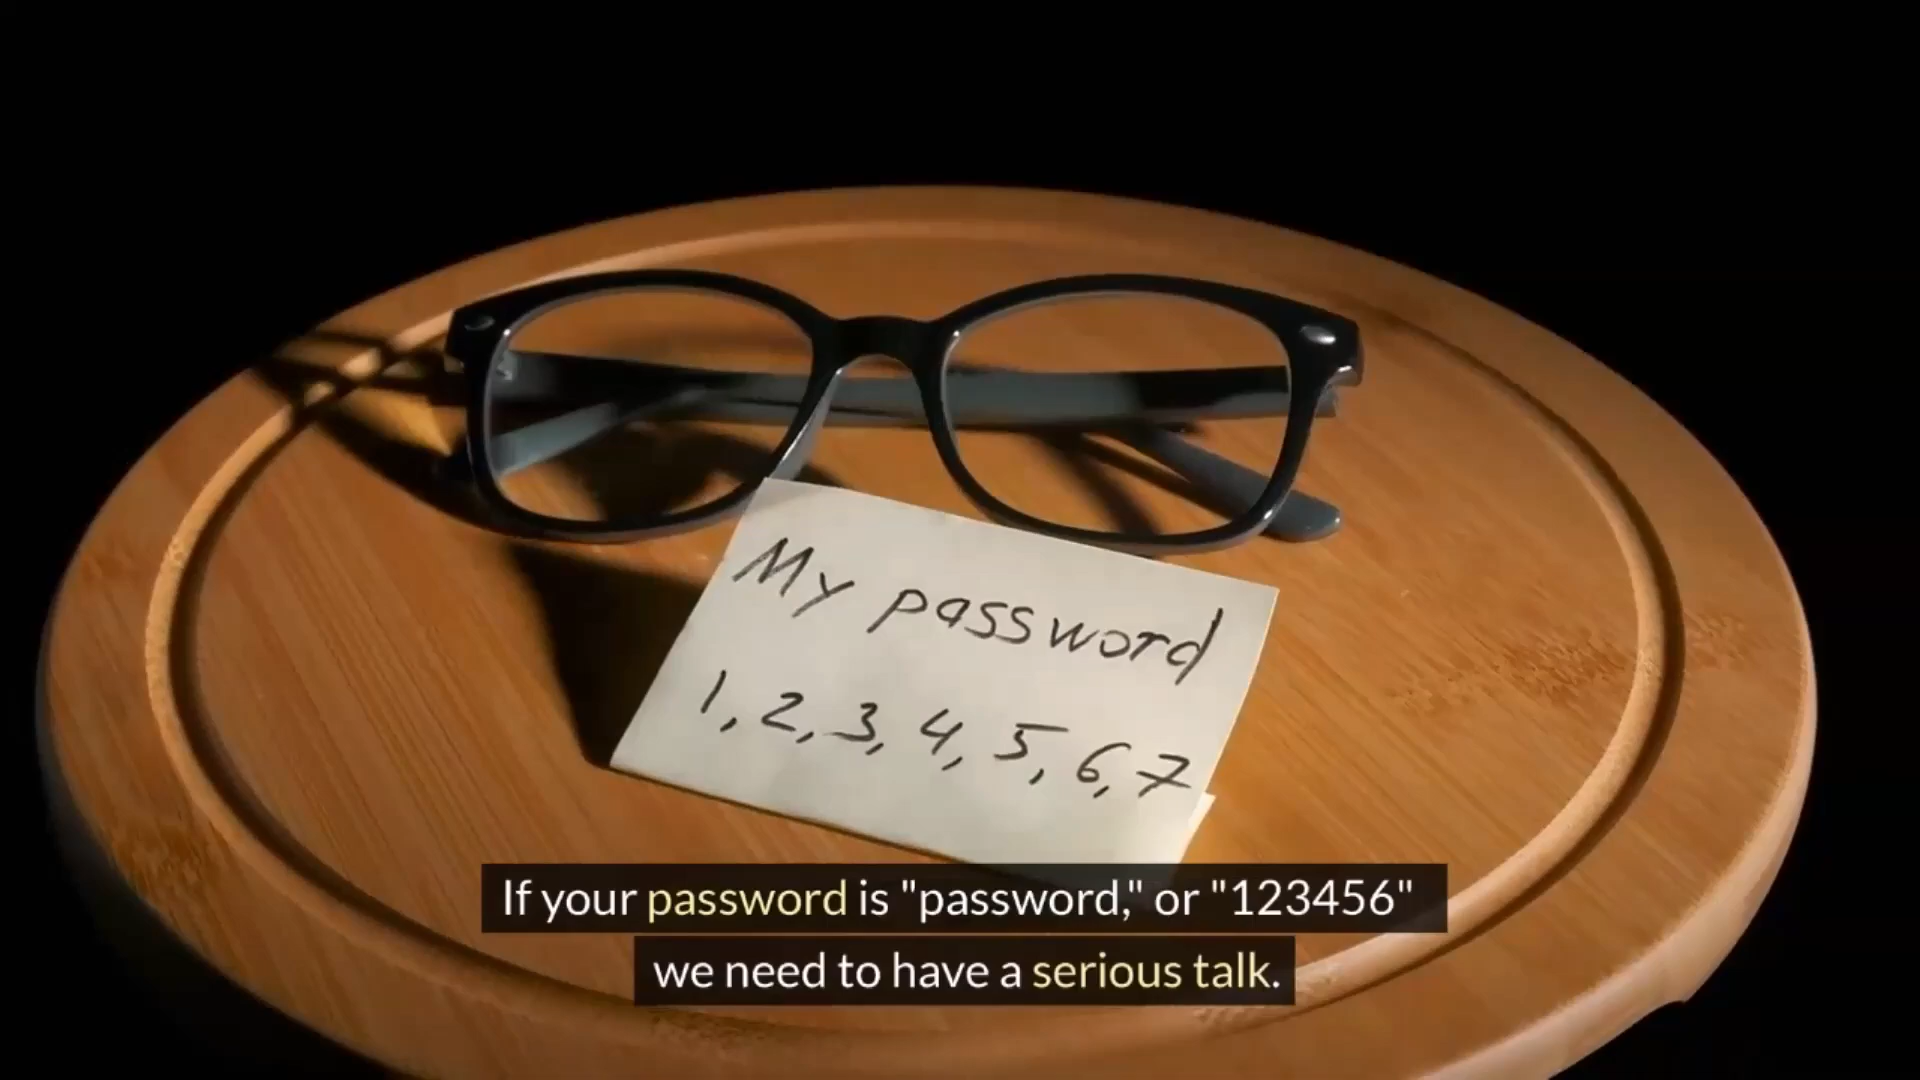 My password
1, 2, 3, 4, 5, 6, 7
If your password is "password," or "123456"
we need to have a serious talk.